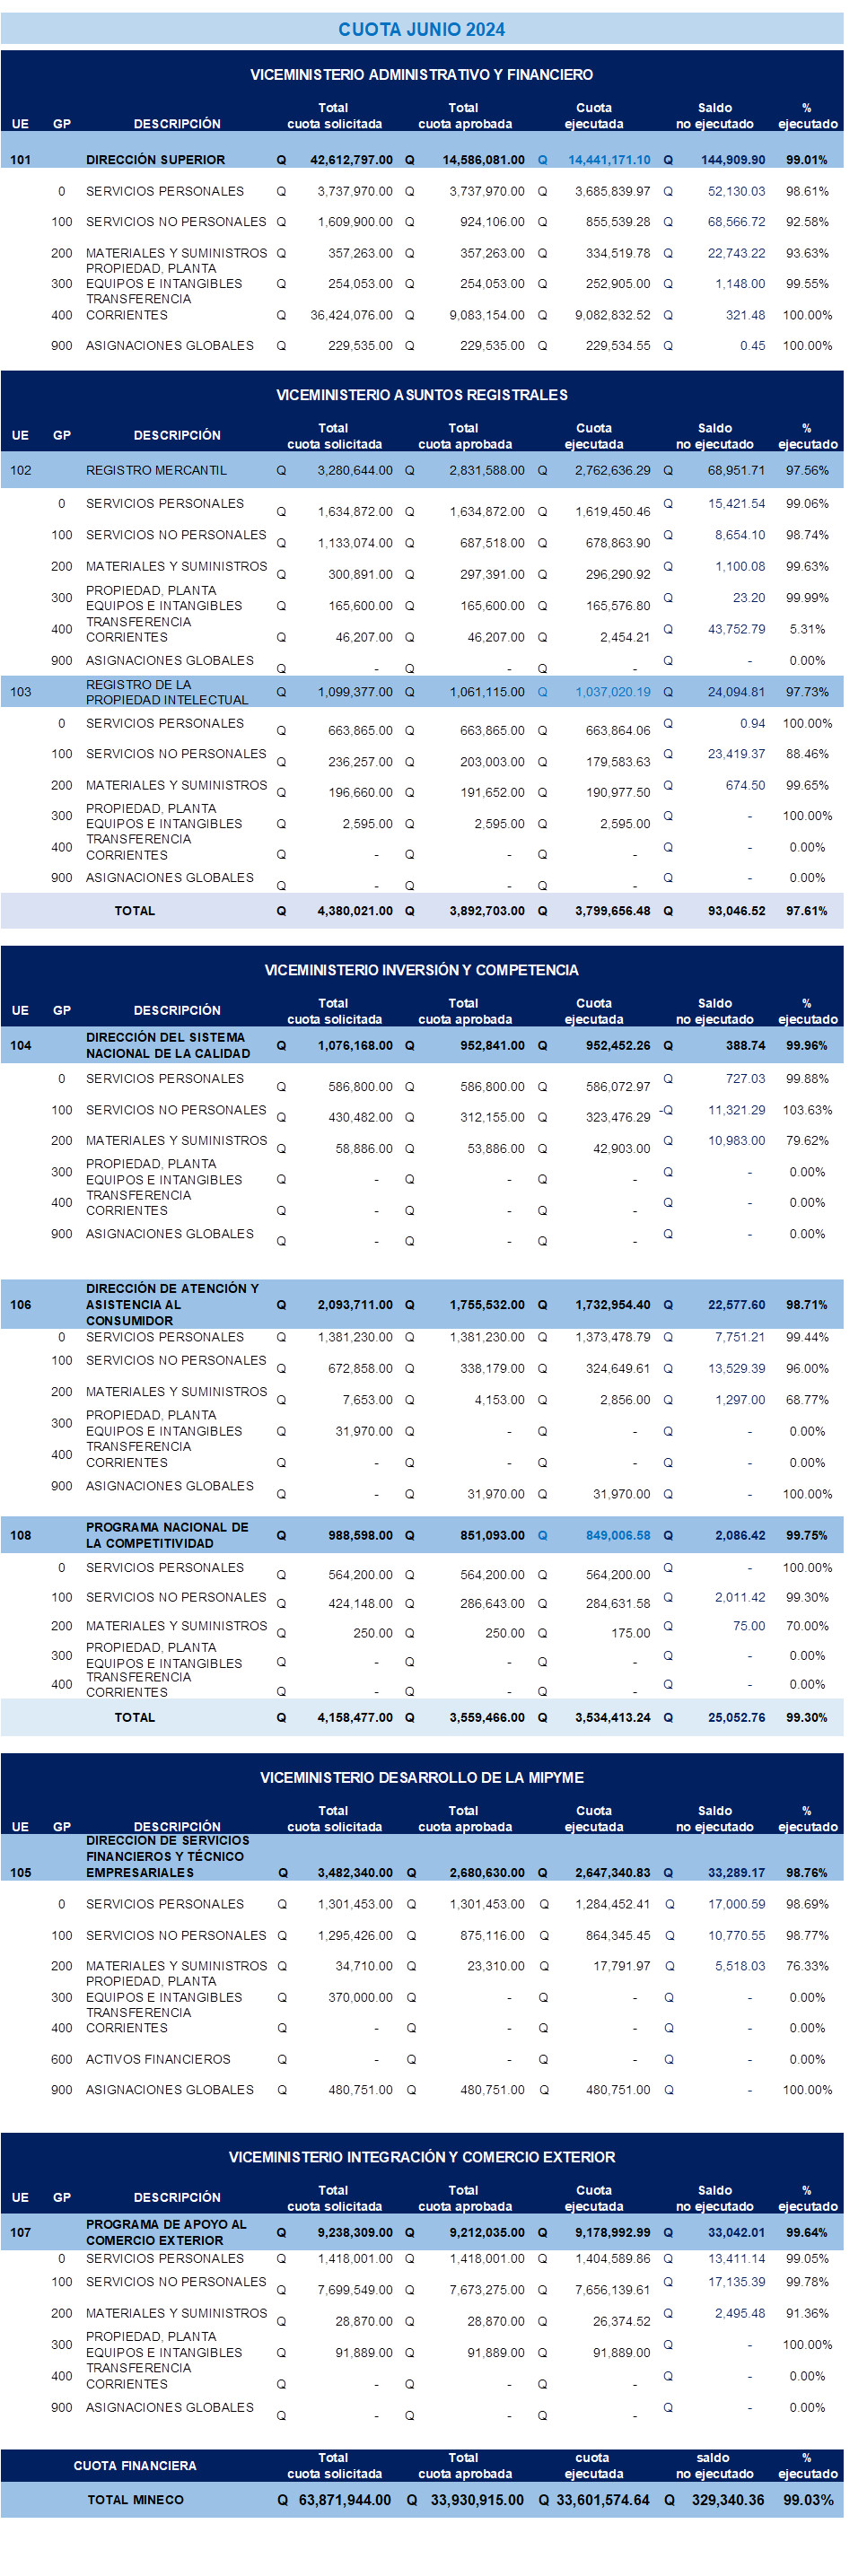 CUOTA JUNIO 2024
VICEMINISTERIO ADMINISTRATIVO Y FINANCIERO
UE GP DESCRIPCIÓN Total cuota solicitada Total cuota aprobada Cuota ejecutada Saldo no ejecutado % ejecutado
101 DIRECCIÓN SUPERIOR Q 42,612,797.00 Q 14,586,081.00 Q 14,441,171.10 Q 144,909.90 99.01%
0 SERVICIOS PERSONALES Q 3,737,970.00 Q 3,737,970.00 Q 3,685,839.97 Q 52,130.03 98.61%
100 SERVICIOS NO PERSONALES Q 1,609,900.00 Q 924,106.00 Q 855,539.28 Q 68,566.72 92.58%
200 MATERIALES Y SUMINISTROS Q 357,263.00 Q 357,263.00 Q 334,519.78 Q 22,743.22 93.63%
300 PROPIEDAD, PLANTA EQUIPOS E INTANGIBLES Q 254,053.00 Q 254,053.00 Q 252,905.00 Q 1,148.00 99.55%
400 TRANSFERENCIA CORRIENTES Q 36,424,076.00 Q 9,083,154.00 Q 9,082,832.52 Q 321.48 100.00%
900 ASIGNACIONES GLOBALES Q 229,535.00 Q 229,535.00 Q 229,534.55 Q 0.45 100.00%
VICEMINISTERIO ASUNTOS REGISTRALES
UE GP DESCRIPCIÓN Total cuota solicitada Total cuota aprobada Cuota ejecutada Saldo no ejecutado % ejecutado
102 REGISTRO MERCANTIL Q 3,280,644.00 Q 2,831,588.00 Q 2,762,636.29 Q 68,951.71 97.56%
0 SERVICIOS PERSONALES Q 1,634,872.00 Q 1,634,872.00 Q 1,619,450.46 Q 15,421.54 99.06%
100 SERVICIOS NO PERSONALES Q 1,133,074.00 Q 687,518.00 Q 678,863.90 Q 8,654.10 98.74%
200 MATERIALES Y SUMINISTROS Q 300,891.00 Q 297,391.00 Q 296,290.92 Q 1,100.08 99.63%
300 PROPIEDAD, PLANTA EQUIPOS E INTANGIBLES Q 165,600.00 Q 165,600.00 Q 165,576.80 Q 23.20 99.99%
400 TRANSFERENCIA CORRIENTES Q 46,207.00 Q 46,207.00 Q 2,454.21 Q 43,752.79 5.31%
900 ASIGNACIONES GLOBALES Q - Q - Q - Q - 0.00%
103 REGISTRO DE LA PROPIEDAD INTELECTUAL Q 1,099,377.00 Q 1,061,115.00 Q 1,037,020.19 Q 24,094.81 97.73%
0 SERVICIOS PERSONALES Q 663,865.00 Q 663,865.00 Q 663,864.06 Q 0.94 100.00%
100 SERVICIOS NO PERSONALES Q 236,257.00 Q 203,003.00 Q 179,583.63 Q 23,419.37 88.46%
200 MATERIALES Y SUMINISTROS Q 196,660.00 Q 191,652.00 Q 190,977.50 Q 674.50 99.65%
300 PROPIEDAD, PLANTA EQUIPOS E INTANGIBLES Q 2,595.00 Q 2,595.00 Q 2,595.00 Q - 100.00%
400 TRANSFERENCIA CORRIENTES Q - Q - Q - Q - 0.00%
900 ASIGNACIONES GLOBALES Q - Q - Q - Q - 0.00%
TOTAL Q 4,380,021.00 Q 3,892,703.00 Q 3,799,656.48 Q 93,046.52 97.61%
VICEMINISTERIO INVERSIÓN Y COMPETENCIA
UE GP DESCRIPCIÓN Total cuota solicitada Total cuota aprobada Cuota ejecutada Saldo no ejecutado % ejecutado
104 DIRECCIÓN DEL SISTEMA NACIONAL DE LA CALIDAD Q 1,076,168.00 Q 952,841.00 Q 952,452.26 Q 388.74 99.96%
0 SERVICIOS PERSONALES Q 586,800.00 Q 586,800.00 Q 586,072.97 Q 727.03 99.88%
100 SERVICIOS NO PERSONALES Q 430,482.00 Q 312,155.00 Q 323,476.29 -Q 11,321.29 103.63%
200 MATERIALES Y SUMINISTROS Q 58,886.00 Q 53,886.00 Q 42,903.00 Q 10,983.00 79.62%
300 PROPIEDAD, PLANTA EQUIPOS E INTANGIBLES Q - Q - Q - Q - 0.00%
400 TRANSFERENCIA CORRIENTES Q - Q - Q - Q - 0.00%
900 ASIGNACIONES GLOBALES Q - Q - Q - Q - 0.00%
106 DIRECCIÓN DE ATENCIÓN Y ASISTENCIA AL CONSUMIDOR Q 2,093,711.00 Q 1,755,532.00 Q 1,732,954.40 Q 22,577.60 98.71%
0 SERVICIOS PERSONALES Q 1,381,230.00 Q 1,381,230.00 Q 1,373,478.79 Q 7,751.21 99.44%
100 SERVICIOS NO PERSONALES Q 672,858.00 Q 338,179.00 Q 324,649.61 Q 13,529.39 96.00%
200 MATERIALES Y SUMINISTROS Q 7,653.00 Q 4,153.00 Q 2,856.00 Q 1,297.00 68.77%
300 PROPIEDAD, PLANTA EQUIPOS E INTANGIBLES Q 31,970.00 Q - Q - Q - 0.00%
400 TRANSFERENCIA CORRIENTES Q - Q - Q - Q - 0.00%
900 ASIGNACIONES GLOBALES Q - Q 31,970.00 Q 31,970.00 Q - 100.00%
108 PROGRAMA NACIONAL DE LA COMPETITIVIDAD Q 988,598.00 Q 851,093.00 Q 849,006.58 Q 2,086.42 99.75%
0 SERVICIOS PERSONALES Q 564,200.00 Q 564,200.00 Q 564,200.00 Q - 100.00%
100 SERVICIOS NO PERSONALES Q 424,148.00 Q 286,643.00 Q 284,631.58 Q 2,011.42 99.30%
200 MATERIALES Y SUMINISTROS Q 250.00 Q 250.00 Q 175.00 Q 75.00 70.00%
300 PROPIEDAD, PLANTA EQUIPOS E INTANGIBLES Q - Q - Q - Q - 0.00%
400 TRANSFERENCIA CORRIENTES Q - Q - Q - Q - 0.00%
TOTAL Q 4,158,477.00 Q 3,559,466.00 Q 3,534,413.24 Q 25,052.76 99.30%
VICEMINISTERIO DESARROLLO DE LA MIPYME
UE GP DESCRIPCIÓN Total cuota solicitada Total cuota aprobada Cuota ejecutada Saldo no ejecutado % ejecutado
105 DIRECCIÓN DE SERVICIOS FINANCIEROS Y TÉCNICO EMPRESARIALES Q 3,482,340.00 Q 2,680,630.00 Q 2,647,340.83 Q 33,289.17 98.76%
0 SERVICIOS PERSONALES Q 1,301,453.00 Q 1,301,453.00 Q 1,284,452.41 Q 17,000.59 98.69%
100 SERVICIOS NO PERSONALES Q 1,295,426.00 Q 875,116.00 Q 864,345.45 Q 10,770.55 98.77%
200 MATERIALES Y SUMINISTROS Q 34,710.00 Q 23,310.00 Q 17,791.97 Q 5,518.03 76.33%
300 PROPIEDAD, PLANTA EQUIPOS E INTANGIBLES Q 370,000.00 Q - Q - Q - 0.00%
400 TRANSFERENCIA CORRIENTES Q - Q - Q - Q - 0.00%
600 ACTIVOS FINANCIEROS Q - Q - Q - Q - 0.00%
900 ASIGNACIONES GLOBALES Q 480,751.00 Q 480,751.00 Q 480,751.00 Q - 100.00%
VICEMINISTERIO INTEGRACIÓN Y COMERCIO EXTERIOR
UE GP DESCRIPCIÓN Total cuota solicitada Total cuota aprobada Cuota ejecutada Saldo no ejecutado % ejecutado
107 PROGRAMA DE APOYO AL COMERCIO EXTERIOR Q 9,238,309.00 Q 9,212,035.00 Q 9,178,992.99 Q 33,042.01 99.64%
0 SERVICIOS PERSONALES Q 1,418,001.00 Q 1,418,001.00 Q 1,404,589.86 Q 13,411.14 99.05%
100 SERVICIOS NO PERSONALES Q 7,699,549.00 Q 7,673,275.00 Q 7,656,139.61 Q 17,135.39 99.78%
200 MATERIALES Y SUMINISTROS Q 28,870.00 Q 28,870.00 Q 26,374.52 Q 2,495.48 91.36%
300 PROPIEDAD, PLANTA EQUIPOS E INTANGIBLES Q 91,889.00 Q 91,889.00 Q 91,889.00 Q - 100.00%
400 TRANSFERENCIA CORRIENTES Q - Q - Q - Q - 0.00%
900 ASIGNACIONES GLOBALES Q - Q - Q - Q - 0.00%
CUOTA FINANCIERA Total cuota solicitada Total cuota aprobada cuota ejecutada saldo no ejecutado % ejecutado
TOTAL MINECO Q 63,871,944.00 Q 33,930,915.00 Q 33,601,574.64 Q 329,340.36 99.03%